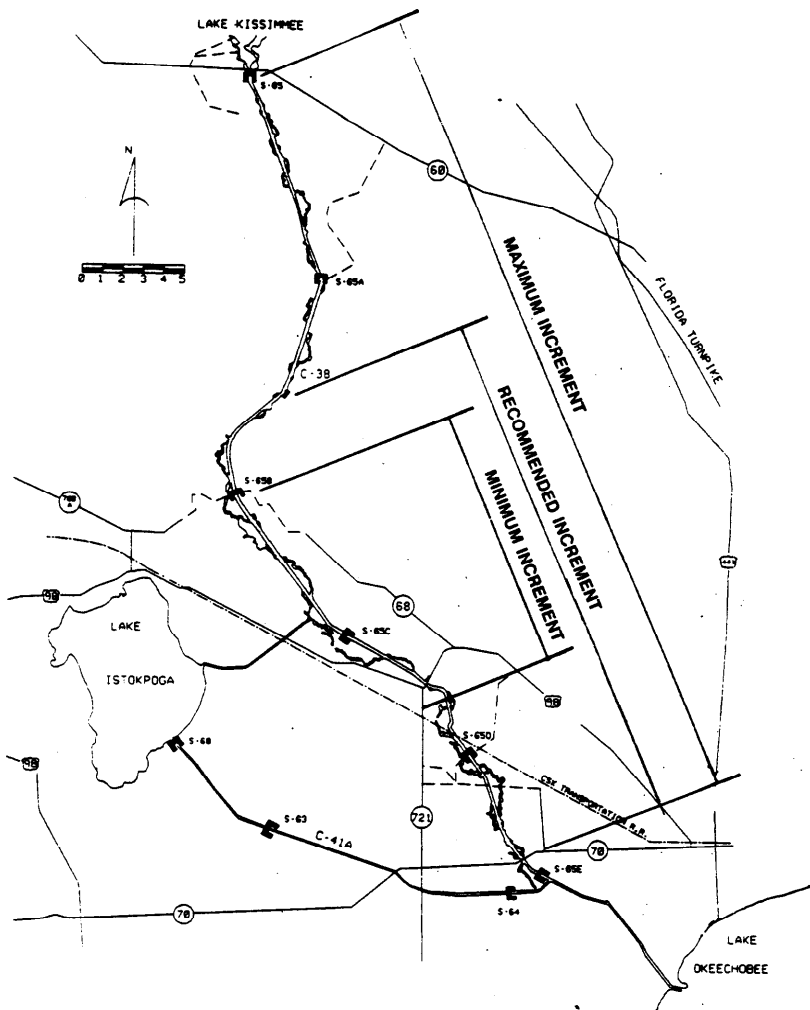 LAKE KISSIMMEE
S-65
N
60
0 1 2 3 4 5
S-65A
MAXIMUM INCREMENT
FLORIDA TURNPIKE
C-38
RECOMMENDED INCREMENT
MINIMUM INCREMENT
S-65B
98
68
LAKE
ISTOKPOGA
S-65C
98
S-68
S-65D
98
CSX TRANSPORTATION R.R.
S-63
C-41A
721
70
S-65E
S-64
70
LAKE
OKEECHOBEE